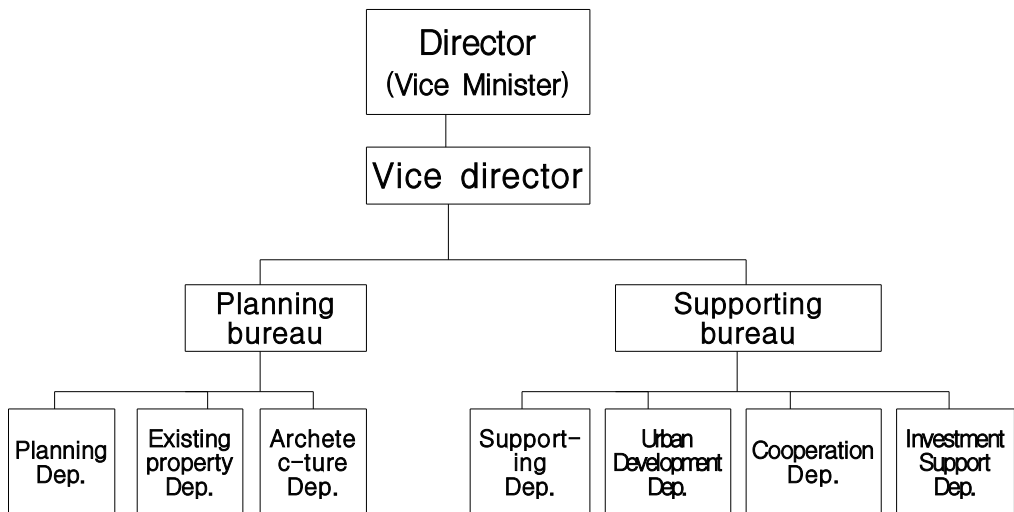 Director
(Vice Minister)
Vice director
Planning
bureau
Supporting
bureau
Planning
Dep.
Existing
property
Dep.
Archete
c-ture
Dep.
Support-
ing
Dep.
Urban
Development
Dep.
Cooperation
Dep.
Investment
Support
Dep.